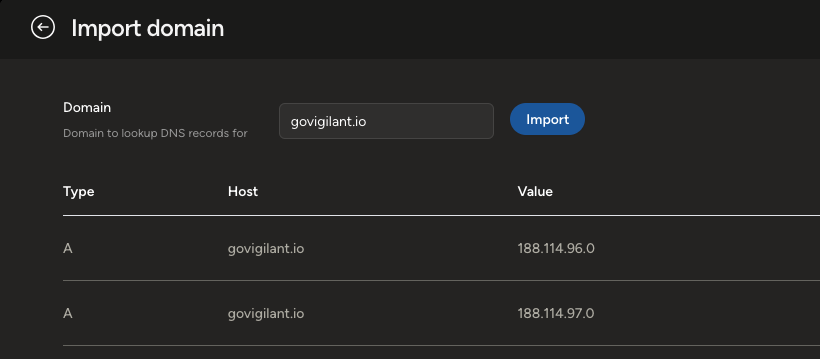 Import domain
Domain
Domain to lookup DNS records for
govigilant.io
Import
Type Host Value
A govigilant.io 188.114.96.0
A govigilant.io 188.114.97.0